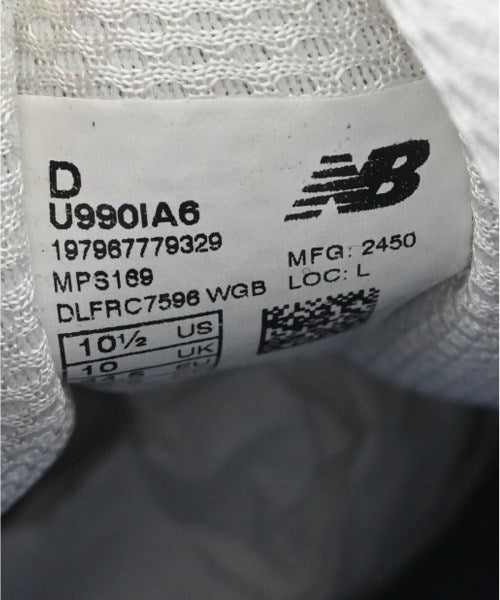 D
U990IA6
197967779329
MPS169
DLFRC7596 WGB
NB
MFG: 2450
LOC: L
10½ US
10 UK